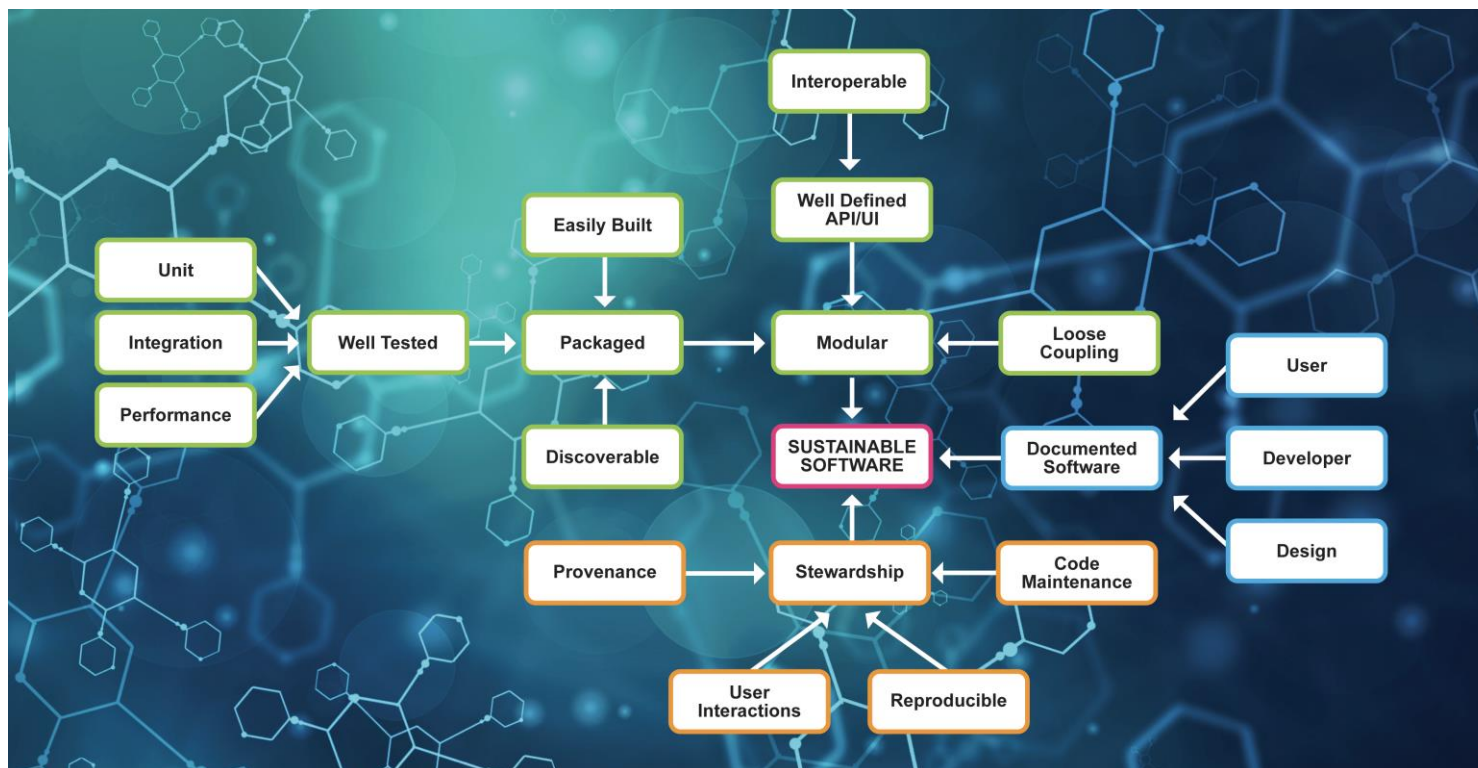 Interoperable
Well Defined
API/UI
Easily Built
Unit
Integration
Well Tested
Packaged
Modular
Loose
Coupling
User
Performance
Discoverable
SUSTAINABLE
SOFTWARE
Documented
Software
Developer
Provenance
Stewardship
Code
Maintenance
Design
User
Interactions
Reproducible